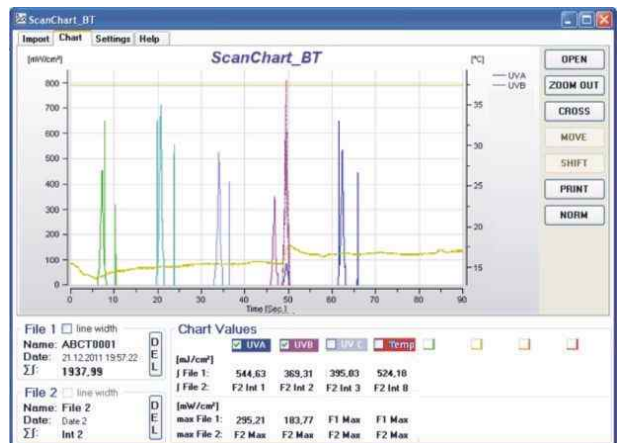 ScanChart_BT
Import Chart Settings Help
[mW/cm²] ScanChart_BT [°C]
UVA
UVB
800
700
600
500
400
300
200
100
0
35
30
25
20
15
0 10 20 30 40 50 60 70 80 90
Time [Sec.]
OPEN
ZOOM OUT
CROSS
MOVE
SHIFT
PRINT
NORM
File 1 line width
Name: ABCT0001
Date: 21.12.2011 19:57:22
Σ∫: 1937,99
DEL
File 2 line width
Name: File 2
Date: Date 2
Σ∫: Int 2
DEL
Chart Values
UVA UVB UV C Temp
[mJ/cm²]
∫ File 1: 544,63 369,31 395,03 524,18
∫ File 2: F2 Int 1 F2 Int 2 F2 Int 3 F2 Int 8
[mW/cm²]
max File 1: 295,21 183,77 F1 Max F1 Max
max File 2: F2 Max F2 Max F2 Max F2 Max